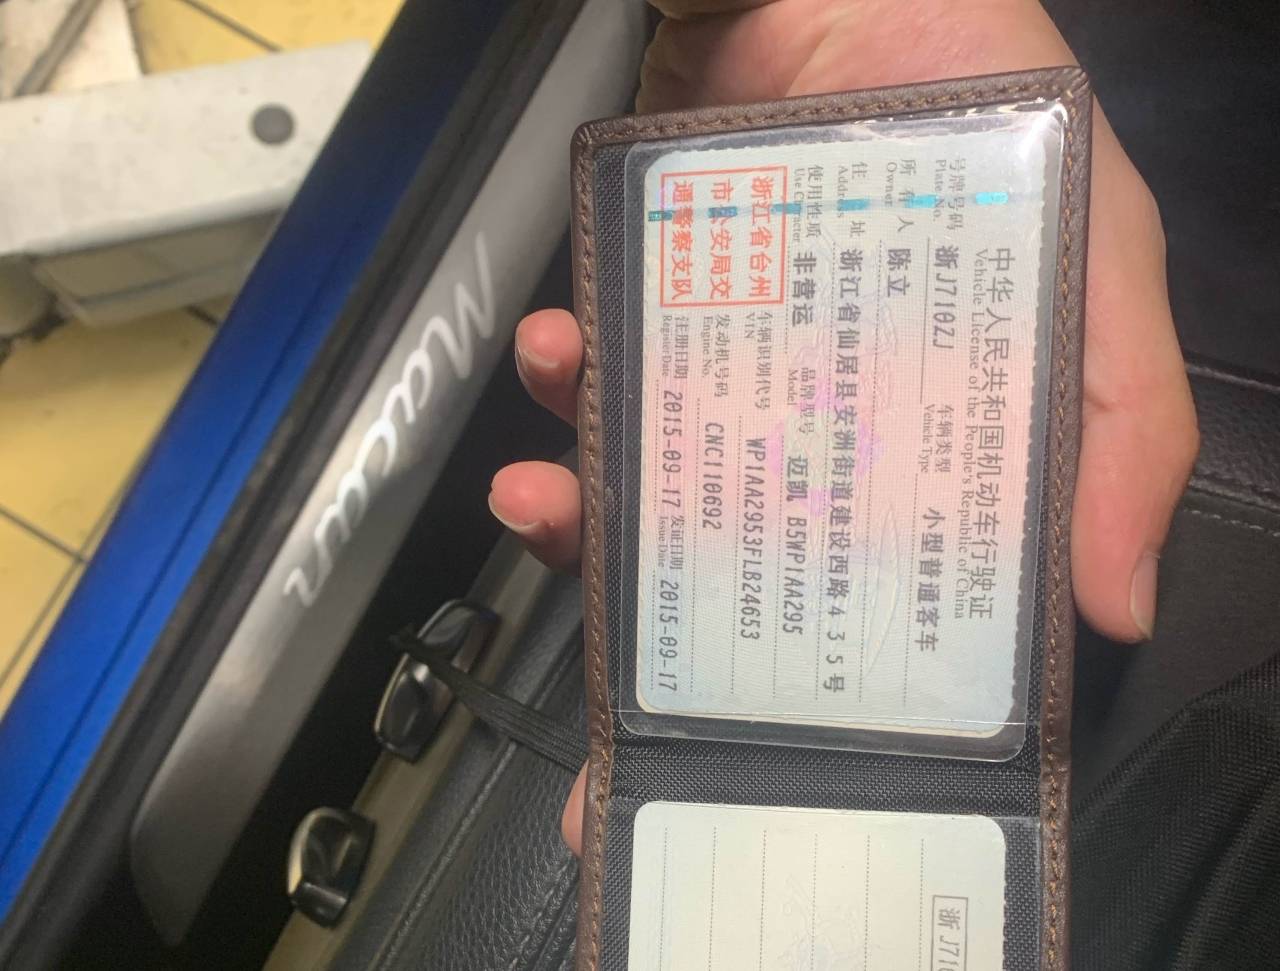 Macan
中华人民共和国机动车行驶证
Vehicle License of the People's Republic of China
号牌号码 浙J710ZJ 车辆类型 小型普通客车
Plate No. Vehicle Type
所有人 陈立
Owner
住址 浙江省仙居县安洲街道建设西路435号
Address
使用性质 非营运 品牌型号 迈凯 B5WP1AA295
Use Character Model
浙江省台州
市公安局交
通警察支队
车辆识别代号 WP1AA2953FLB24653
VIN
发动机号码 CNC110692
Engine No.
注册日期 2015-09-17 发证日期 2015-09-17
Register Date Issue Date
浙J710